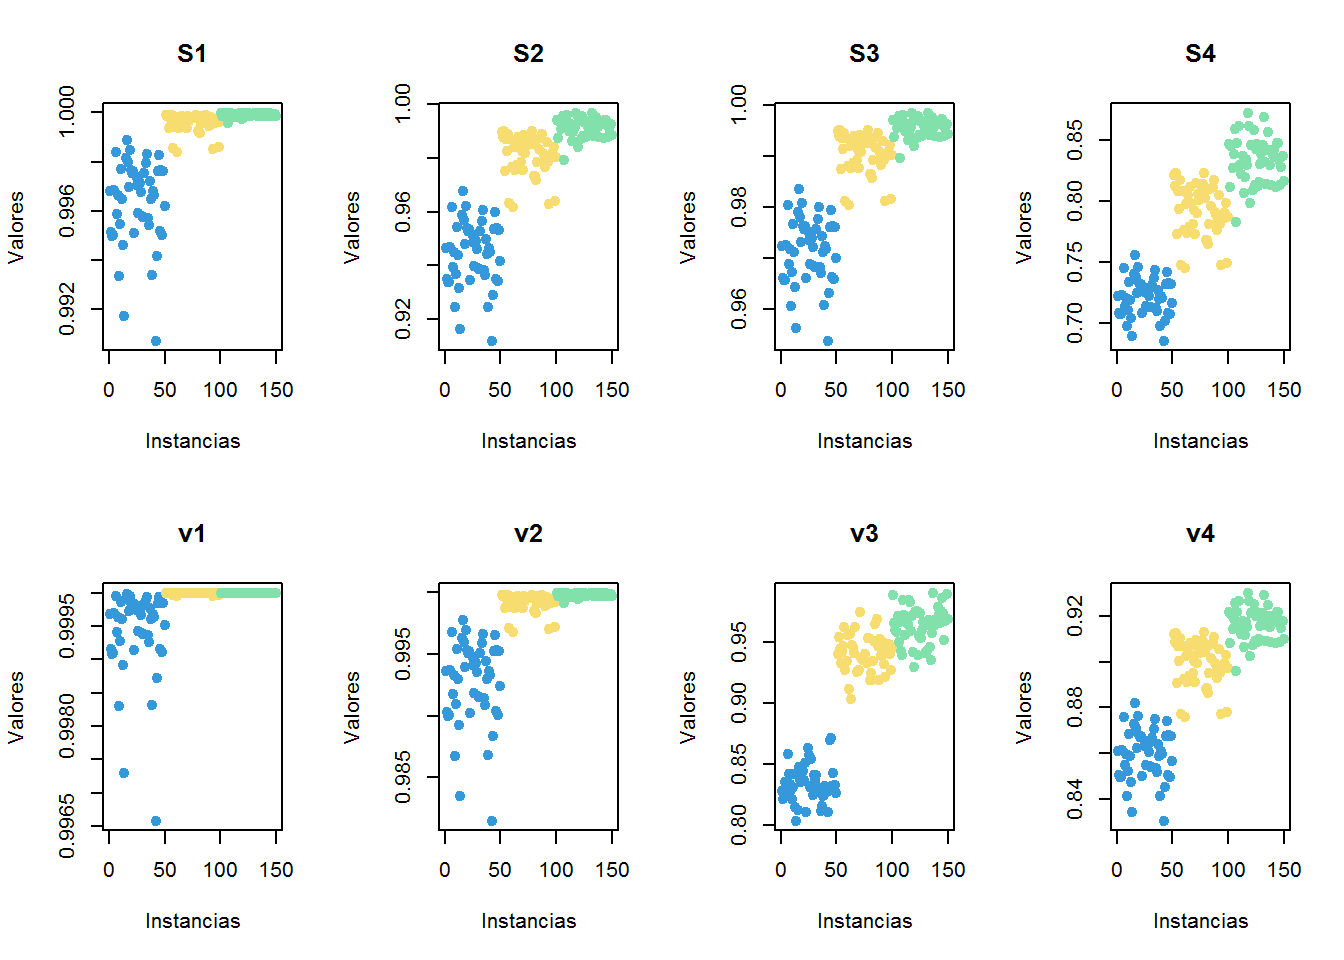 S1
Valores
0.992 0.996 1.000
0 50 100 150
Instancias
S2
Valores
0.92 0.96 1.00
0 50 100 150
Instancias
S3
Valores
0.96 0.98 1.00
0 50 100 150
Instancias
S4
Valores
0.70 0.75 0.80 0.85
0 50 100 150
Instancias
v1
Valores
0.9965 0.9980 0.9995
0 50 100 150
Instancias
v2
Valores
0.985 0.995
0 50 100 150
Instancias
v3
Valores
0.80 0.85 0.90 0.95
0 50 100 150
Instancias
v4
Valores
0.84 0.88 0.92
0 50 100 150
Instancias